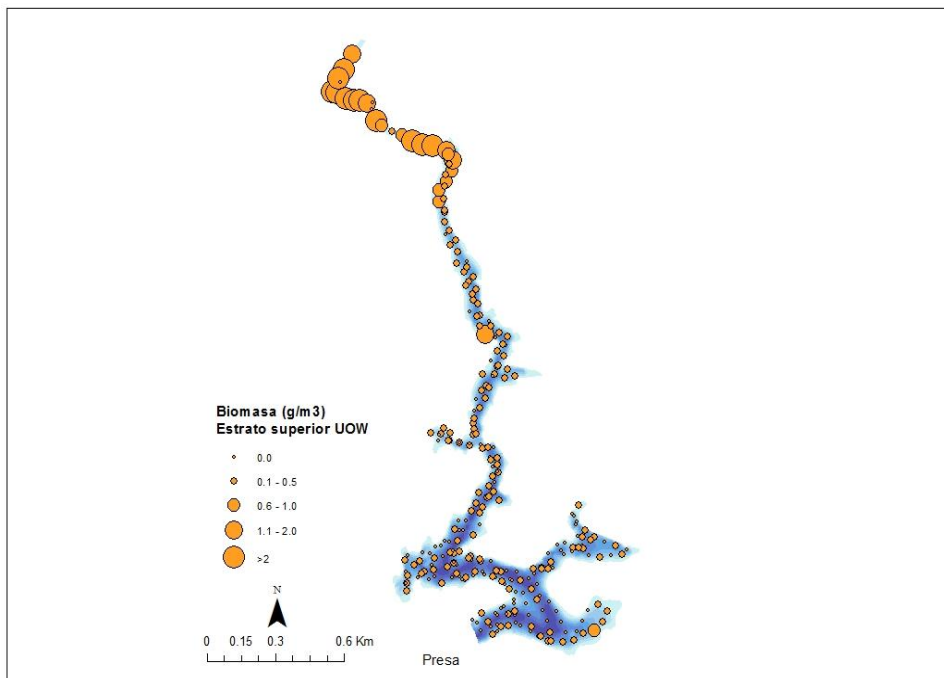 Biomasa (g/m3)
Estrato superior UOW
0.0
0.1 - 0.5
0.6 - 1.0
1.1 - 2.0
>2
N
0 0.15 0.3 0.6 Km
Presa